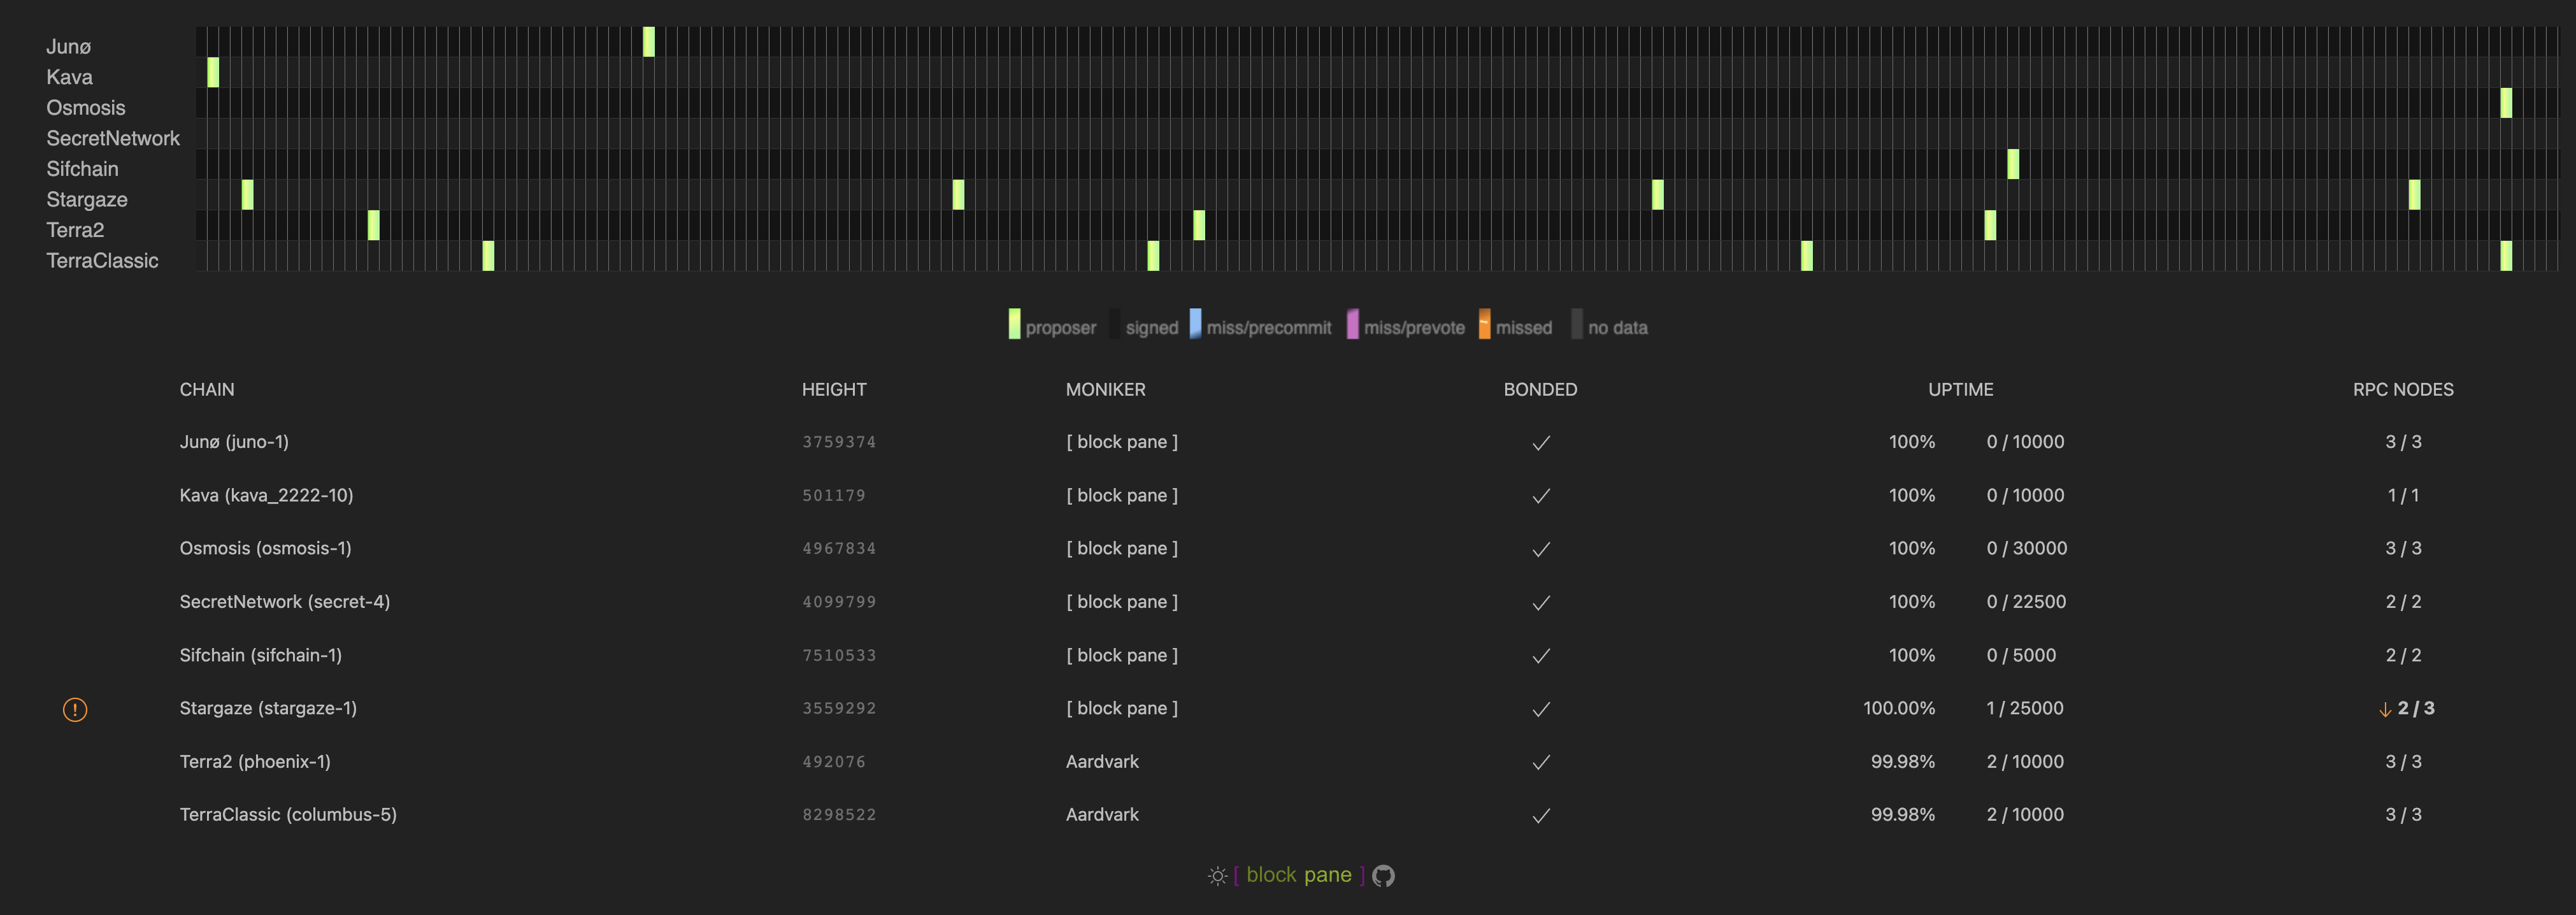 Junø
Kava
Osmosis
SecretNetwork
Sifchain
Stargaze
Terra2
TerraClassic
proposer signed miss/precommit miss/prevote missed no data
CHAIN HEIGHT MONIKER BONDED UPTIME RPC NODES
Junø (juno-1) 3759374 [ block pane ] ✓ 100% 0 / 10000 3 / 3
Kava (kava_2222-10) 501179 [ block pane ] ✓ 100% 0 / 10000 1 / 1
Osmosis (osmosis-1) 4967834 [ block pane ] ✓ 100% 0 / 30000 3 / 3
SecretNetwork (secret-4) 4099799 [ block pane ] ✓ 100% 0 / 22500 2 / 2
Sifchain (sifchain-1) 7510533 [ block pane ] ✓ 100% 0 / 5000 2 / 2
! Stargaze (stargaze-1) 3559292 [ block pane ] ✓ 100.00% 1 / 25000 ↓ 2 / 3
Terra2 (phoenix-1) 492076 Aardvark ✓ 99.98% 2 / 10000 3 / 3
TerraClassic (columbus-5) 8298522 Aardvark ✓ 99.98% 2 / 10000 3 / 3
[ block pane ]